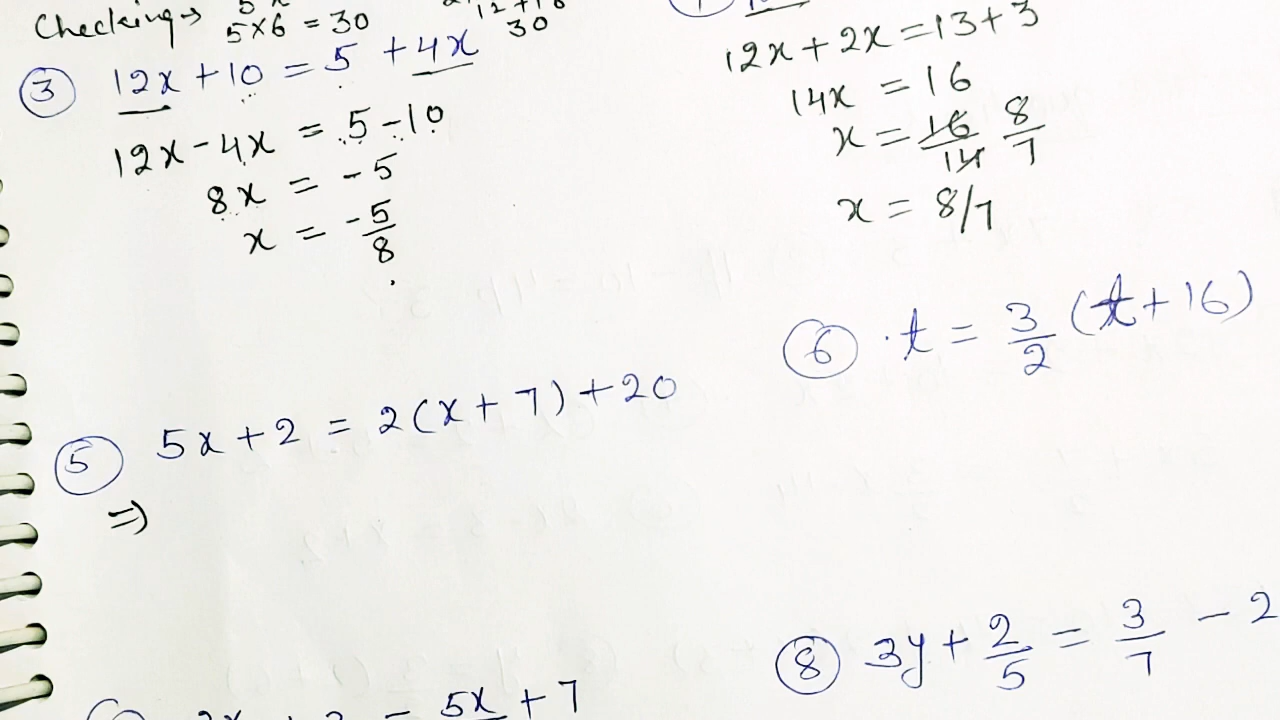 Checking →
5×6 = 30
30
③ 12x + 10 = 5 + 4x
12x - 4x = 5 - 10
8x = -5
x = -5/8
12x + 2x = 13 + 3
14x = 16
x = 16/14 8/7
x = 8/7
⑥ t = 3/2 (t + 16)
⑤ 5x + 2 = 2(x + 7) + 20
⇒
⑧ 3y + 2/5 = 3/7 - 2
= 5x + 7